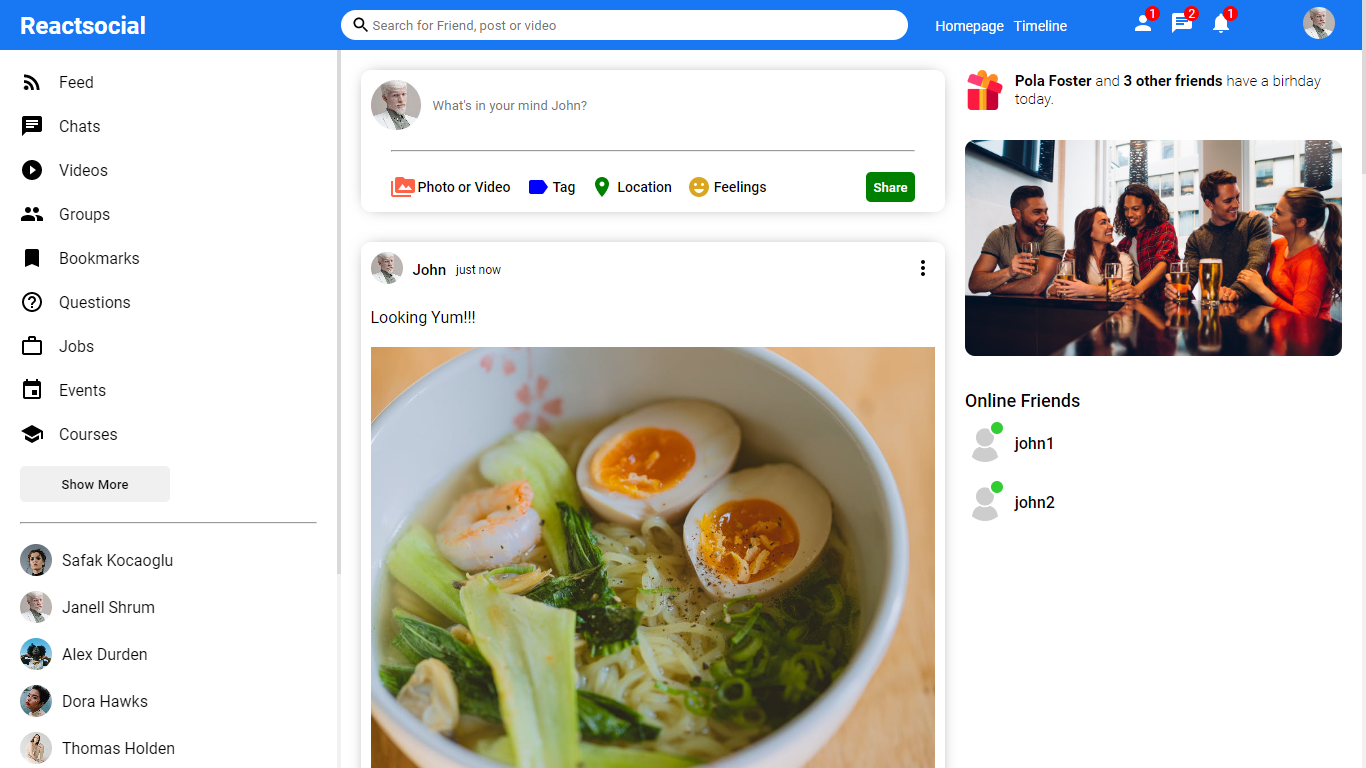 Reactsocial
Search for Friend, post or video
Homepage Timeline
1
2
1
Feed
Chats
Videos
Groups
Bookmarks
Questions
Jobs
Events
Courses
Show More
Safak Kocaoglu
Janell Shrum
Alex Durden
Dora Hawks
Thomas Holden
What's in your mind John?
Photo or Video Tag Location Feelings Share
John just now
Looking Yum!!!
Pola Foster and 3 other friends have a birhday
today.
Online Friends
john1
john2